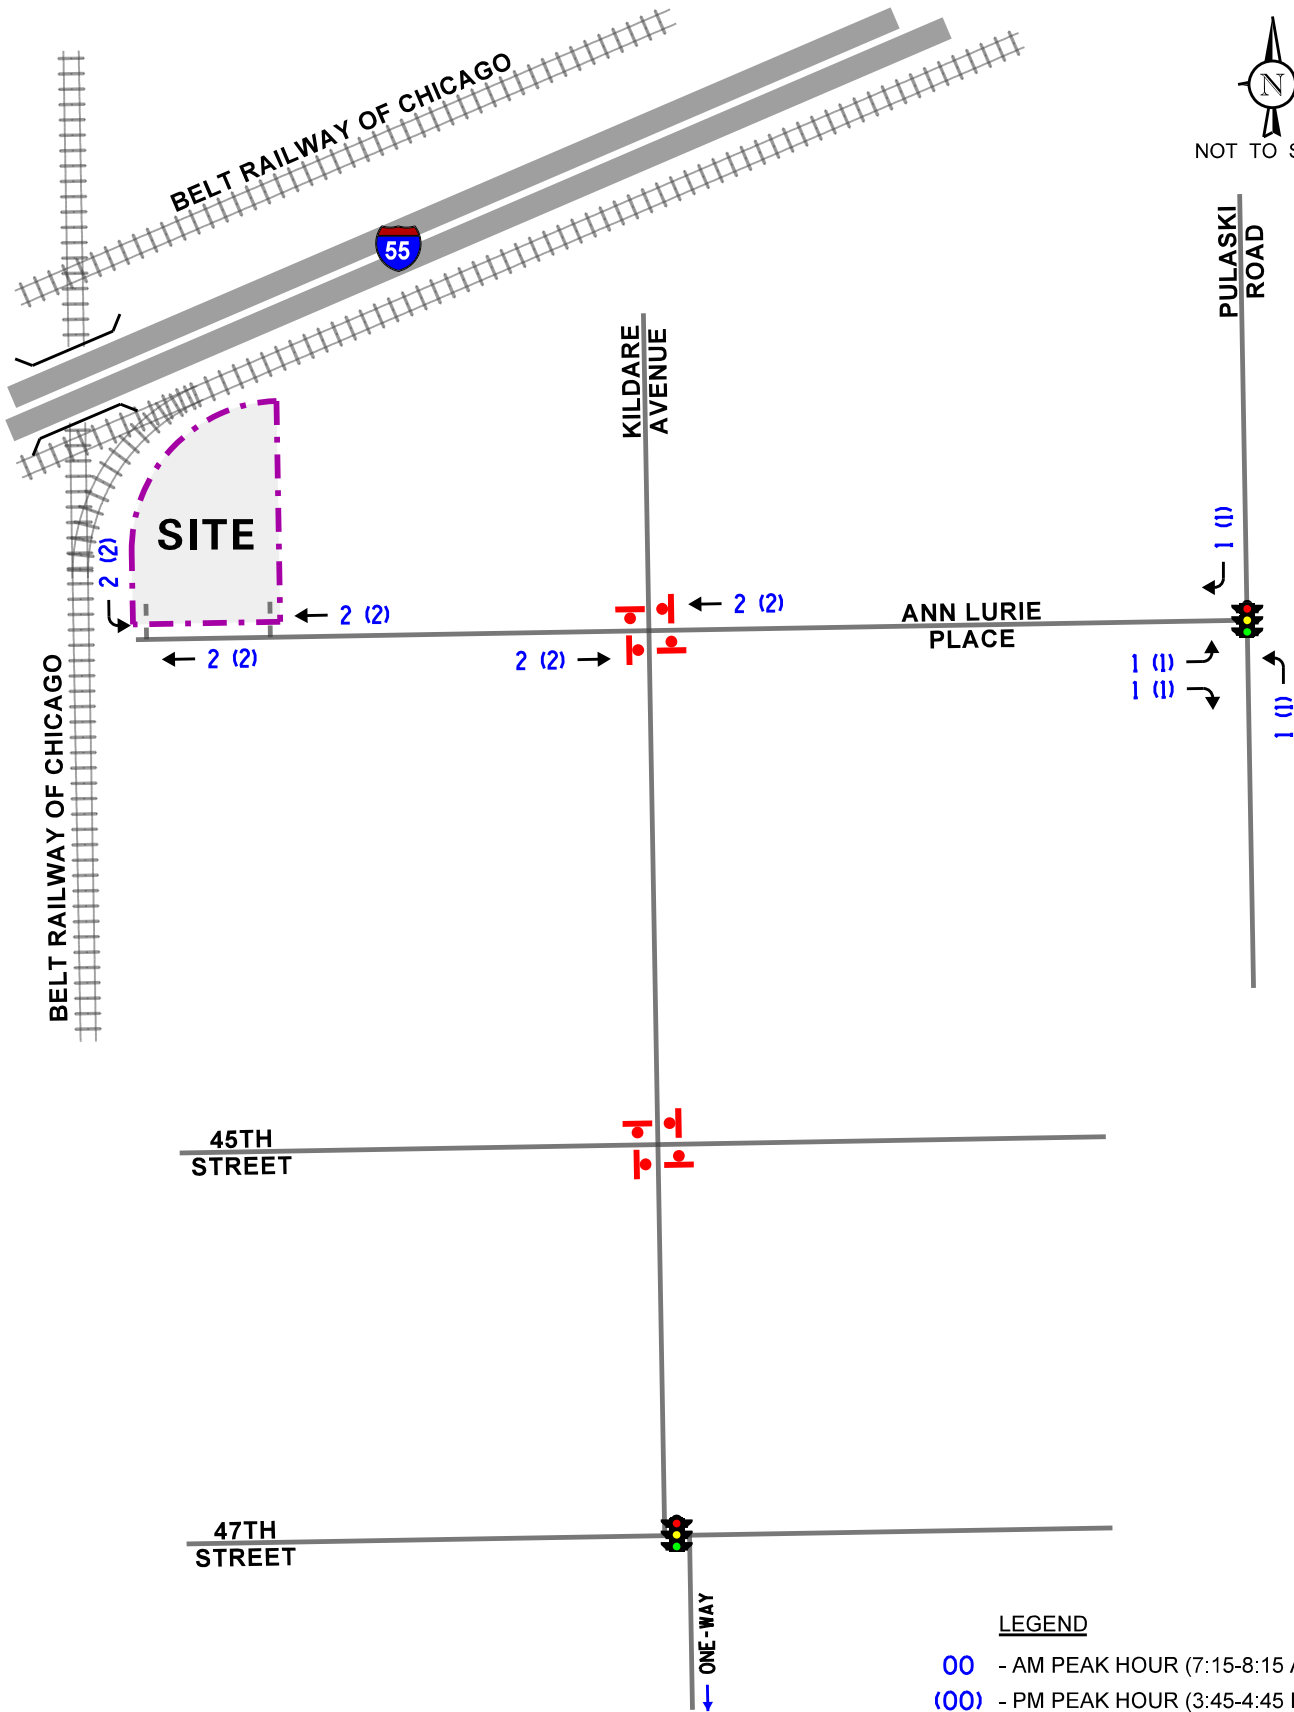 BELT RAILWAY OF CHICAGO
55
N
NOT TO S
PULASKI
ROAD
KILDARE
AVENUE
SITE
2 (2)
2 (2)
2 (2)
2 (2)
2 (2)
ANN LURIE
PLACE
1 (1)
1 (1)
1 (1)
1 (1)
BELT RAILWAY OF CHICAGO
45TH
STREET
47TH
STREET
ONE-WAY
LEGEND
00 - AM PEAK HOUR (7:15-8:15 A
(00) - PM PEAK HOUR (3:45-4:45